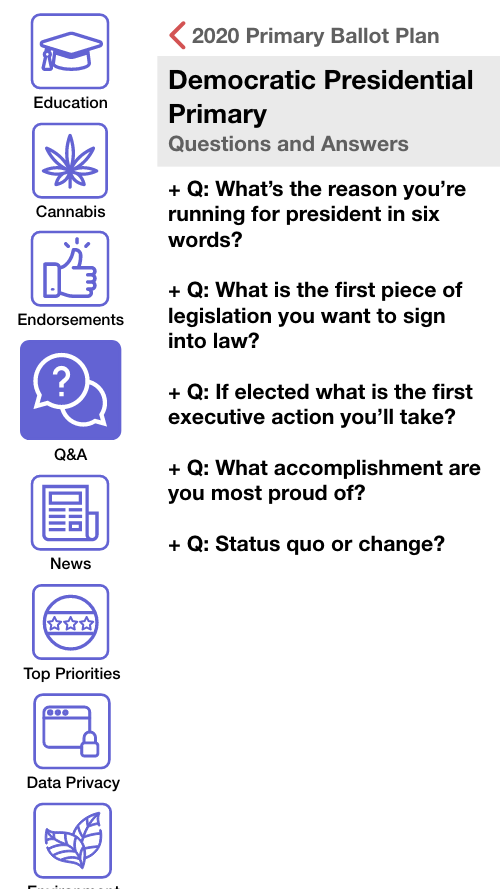 Education
Cannabis
Endorsements
Q&A
News
Top Priorities
Data Privacy
Environment
2020 Primary Ballot Plan
Democratic Presidential
Primary
Questions and Answers
+ Q: What’s the reason you’re
running for president in six
words?
+ Q: What is the first piece of
legislation you want to sign
into law?
+ Q: If elected what is the first
executive action you’ll take?
+ Q: What accomplishment are
you most proud of?
+ Q: Status quo or change?